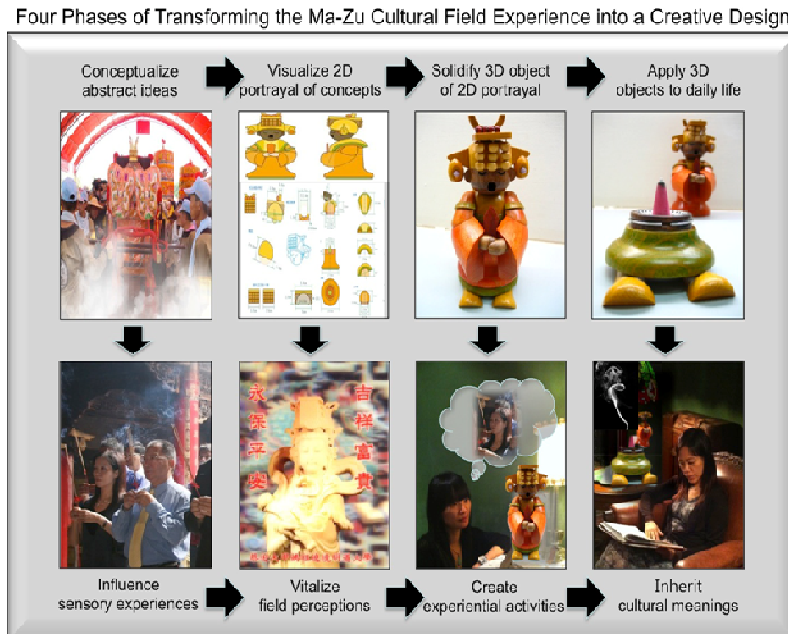 Four Phases of Transforming the Ma-Zu Cultural Field Experience into a Creative Design
Conceptualize
abstract ideas
Visualize 2D
portrayal of concepts
Solidify 3D object
of 2D portrayal
Apply 3D
objects to daily life
吉祥富貴
永保平安
Influence
sensory experiences
Vitalize
field perceptions
Create
experiential activities
Inherit
cultural meanings